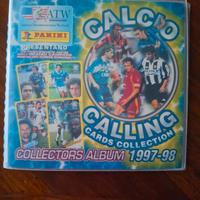 ATW
PANINI
PRESENTANO
CALCIO
CALLING
CARDS COLLECTION
COLLECTORS ALBUM 1997-98